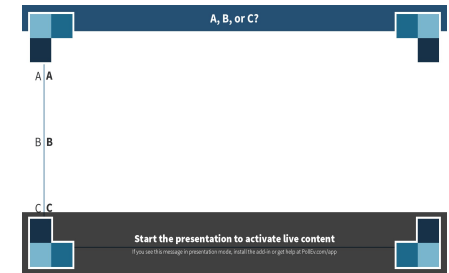 A, B, or C?
A A
B B
C C
Start the presentation to activate live content
If you see this message in presentation mode, install the add-in or get help at PollEv.com/app